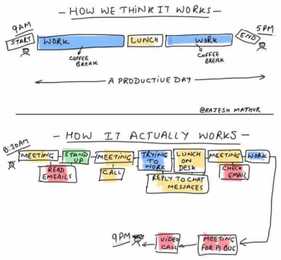 HOW WE THINK IT WORKS
9AM
5PM
START
WORK
LUNCH
WORK
END
COFFEE
BREAK
COFFEE
BREAK
A PRODUCTIVE DAY
@RAJESH MATHUR
HOW IT ACTUALLY WORKS
8:30AM
MEETING
STAND
UP
MEETING
TRYING
TO
WORK
LUNCH
ON
DESK
MEETING
WORK
READ
EMAILS
CALL
REPLY TO CHAT
MESSAGES
CHECK
EMAIL
9PM
VIDEO
CALL
MEETING